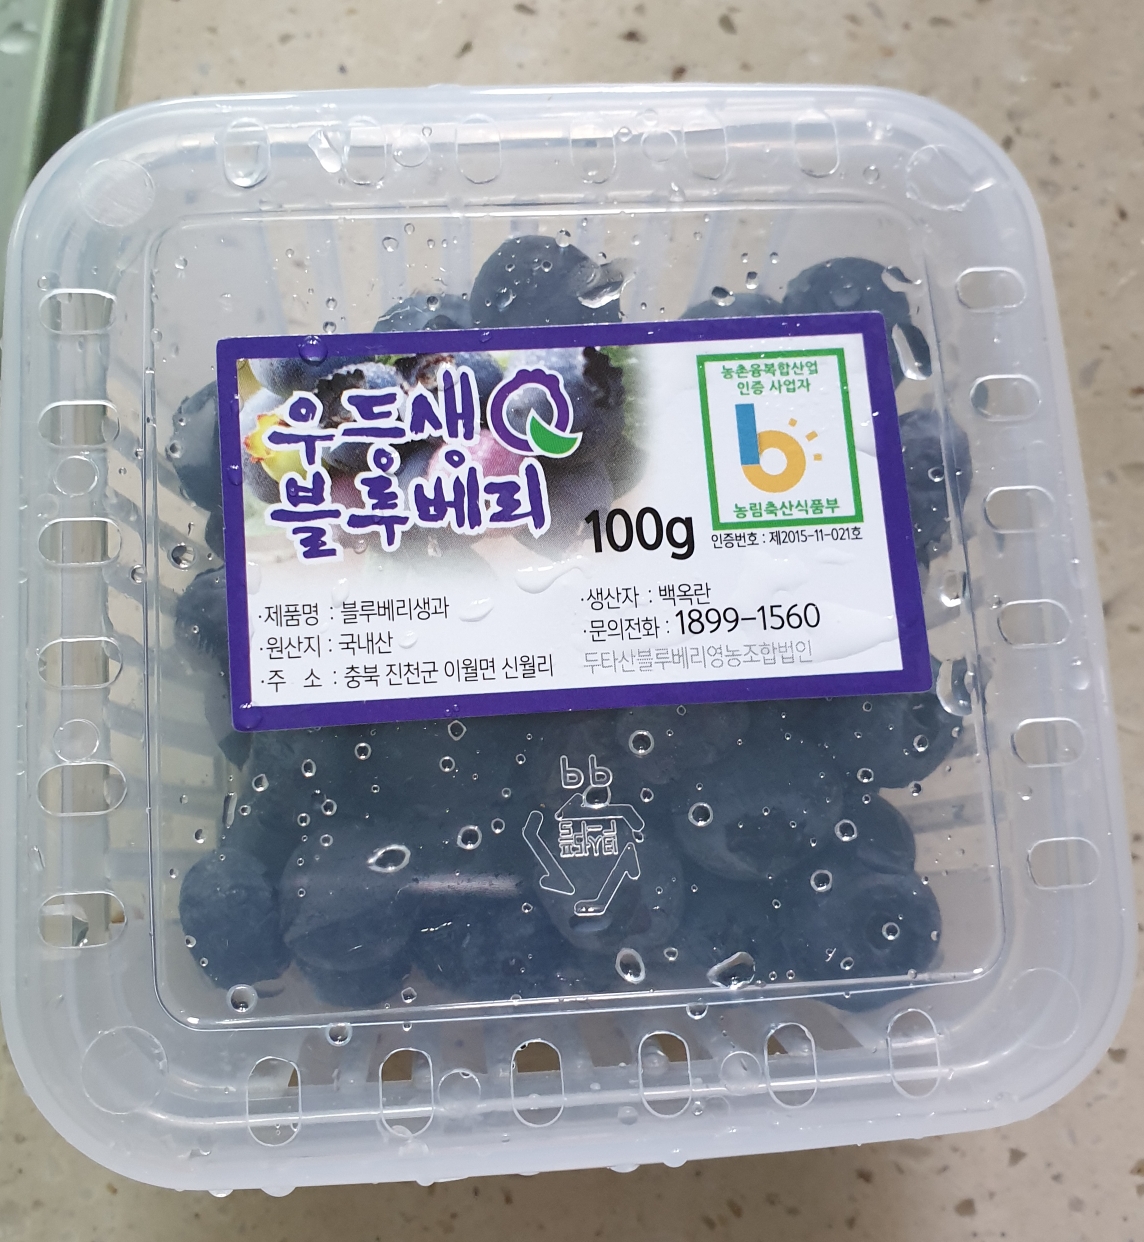 우등생
블루베리
100g
농촌융복합산업
인증 사업자
농림축산식품부
인증번호 : 제2015-11-021호
·제품명 : 블루베리생과
·원산지 : 국내산
·주 소 : 충북 진천군 이월면 신월리
·생산자 : 백옥란
·문의전화 : 1899-1560
두타산블루베리영농조합법인